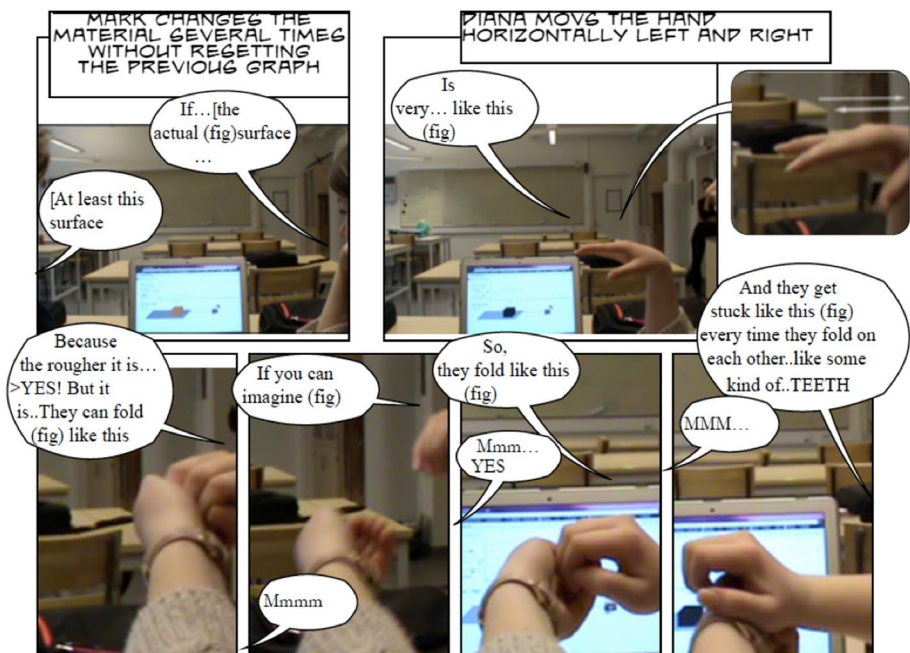 MARK CHANGES THE
MATERIAL SEVERAL TIMES
WITHOUT RESETTING
THE PREVIOUS GRAPH
If…[the
actual (fig)surface
…
[At least this
surface
DIANA MOVS THE HAND
HORIZONTALLY LEFT AND RIGHT
Is
very… like this
(fig)
Because
the rougher it is…
>YES! But it
is..They can fold
(fig) like this
Mmmm
If you can
imagine (fig)
So,
they fold like this
(fig)
Mmm…
YES
And they get
stuck like this (fig)
every time they fold on
each other..like some
kind of..TEETH
MMM…